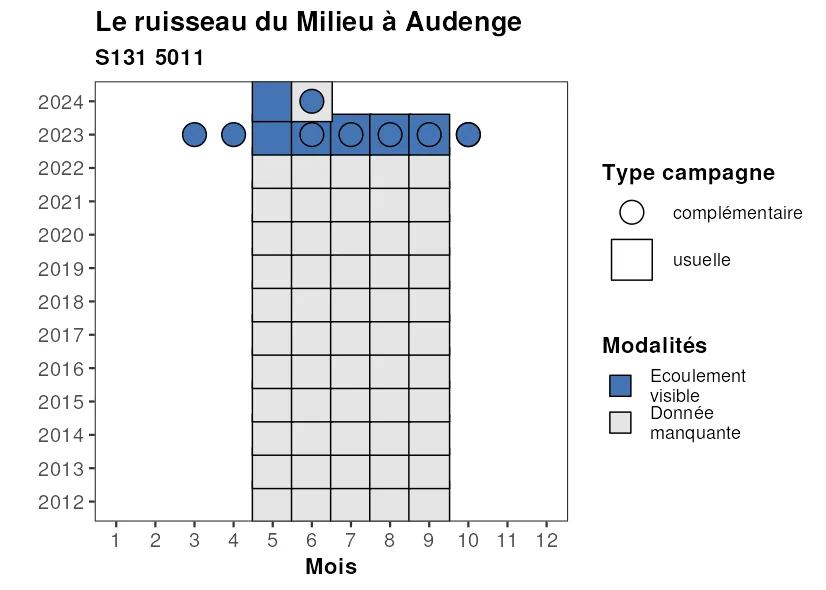 Le ruisseau du Milieu à Audenge
S131 5011
2024
2023
2022
2021
2020
2019
2018
2017
2016
2015
2014
2013
2012
1 2 3 4 5 6 7 8 9 10 11 12
Mois
Type campagne
complémentaire
usuelle
Modalités
Ecoulement
visible
Donnée
manquante